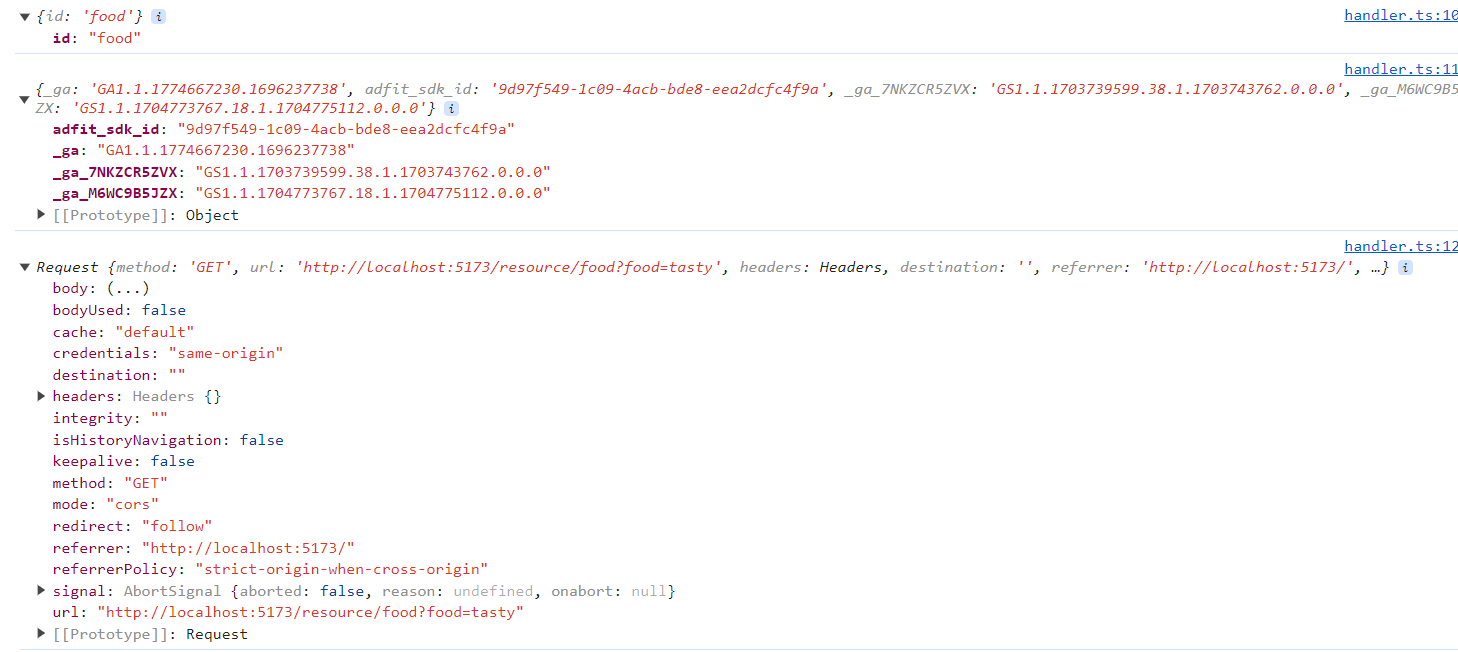 {id: 'food'} i handler.ts:10
id: "food"
handler.ts:11
{_ga: 'GA1.1.1774667230.1696237738', adfit_sdk_id: '9d97f549-1c09-4acb-bde8-eea2dcfc4f9a', _ga_7NKZCR5ZVX: 'GS1.1.1703739599.38.1.1703743762.0.0.0', _ga_M6WC9B5
ZX: 'GS1.1.1704773767.18.1.1704775112.0.0.0'} i
adfit_sdk_id: "9d97f549-1c09-4acb-bde8-eea2dcfc4f9a"
_ga: "GA1.1.1774667230.1696237738"
_ga_7NKZCR5ZVX: "GS1.1.1703739599.38.1.1703743762.0.0.0"
_ga_M6WC9B5JZX: "GS1.1.1704773767.18.1.1704775112.0.0.0"
[[Prototype]]: Object
handler.ts:12
Request {method: 'GET', url: 'http://localhost:5173/resource/food?food=tasty', headers: Headers, destination: '', referrer: 'http://localhost:5173/', …} i
body: (...)
bodyUsed: false
cache: "default"
credentials: "same-origin"
destination: ""
headers: Headers {}
integrity: ""
isHistoryNavigation: false
keepalive: false
method: "GET"
mode: "cors"
redirect: "follow"
referrer: "http://localhost:5173/"
referrerPolicy: "strict-origin-when-cross-origin"
signal: AbortSignal {aborted: false, reason: undefined, onabort: null}
url: "http://localhost:5173/resource/food?food=tasty"
[[Prototype]]: Request